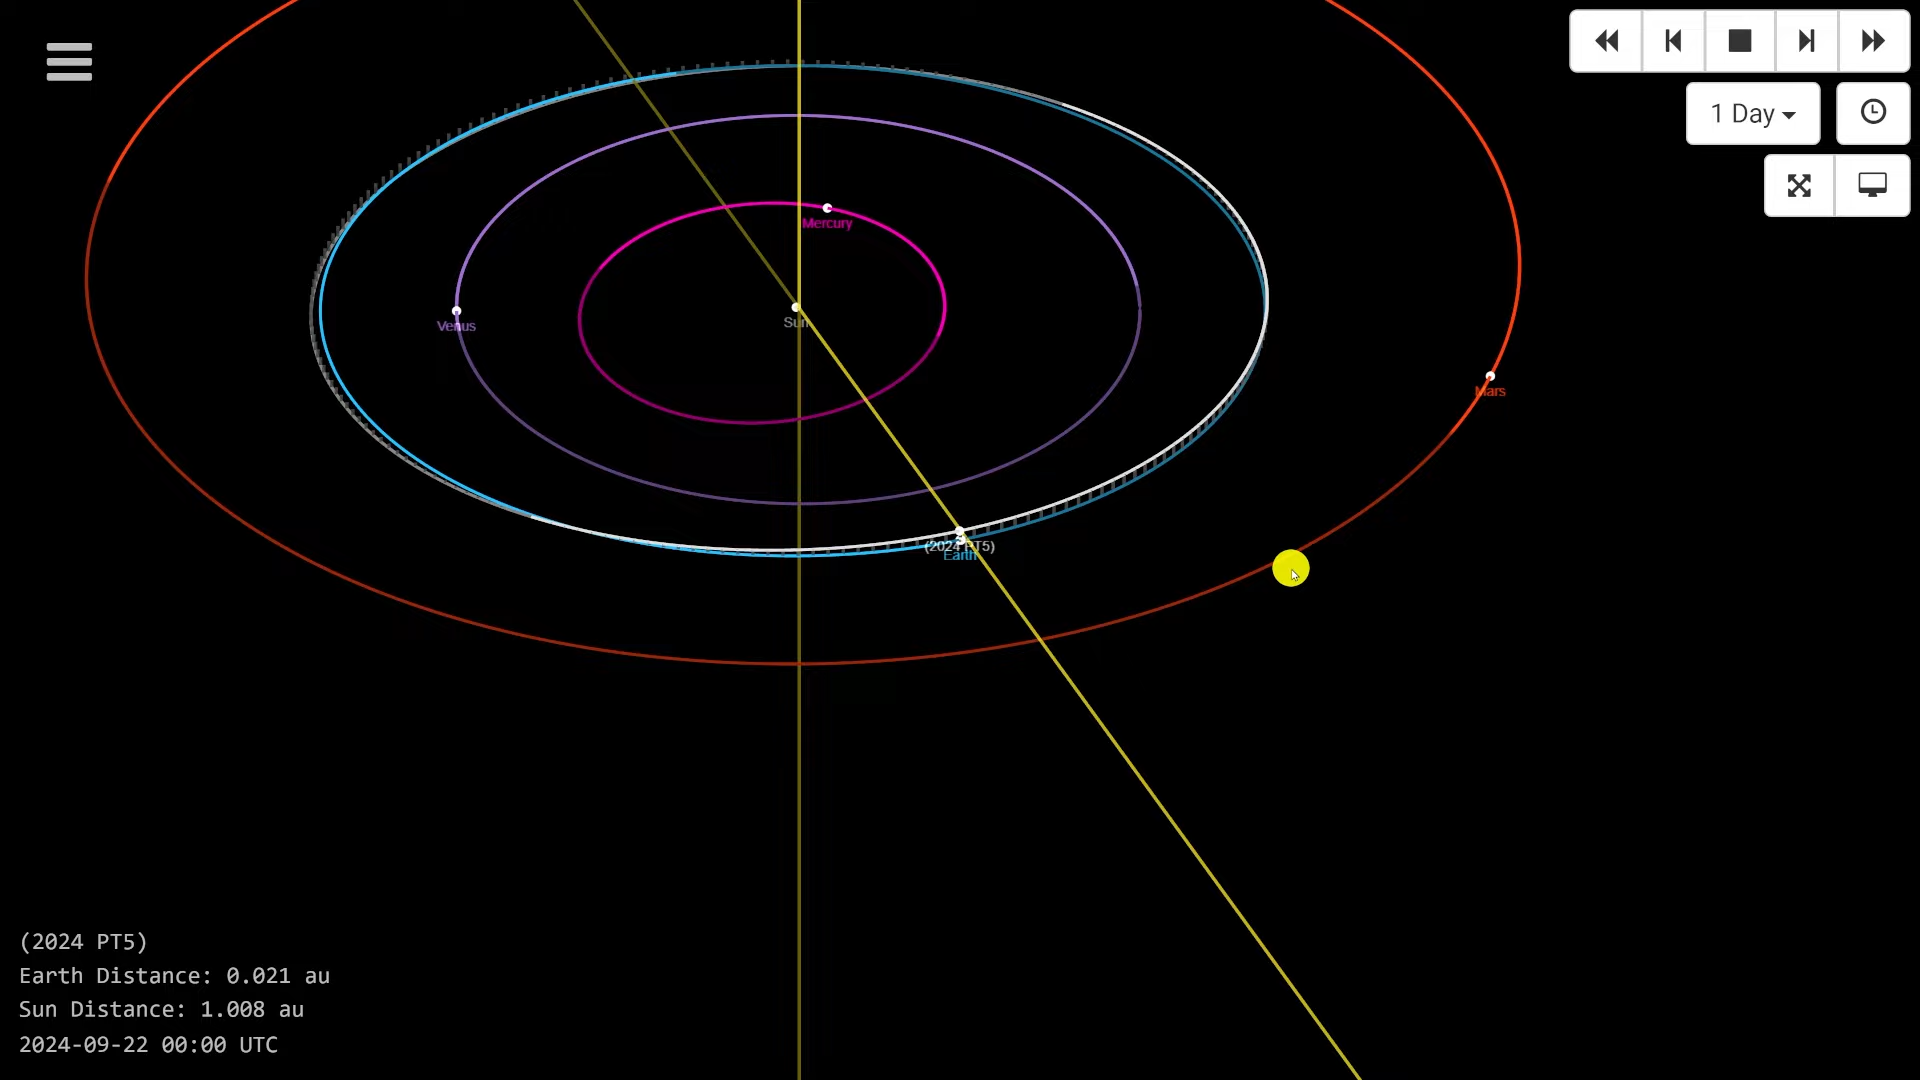 1 Day
Mercury
Sun
Venus
Mars
(2024 PT5)
Earth
(2024 PT5)
Earth Distance: 0.021 au
Sun Distance: 1.008 au
2024-09-22 00:00 UTC